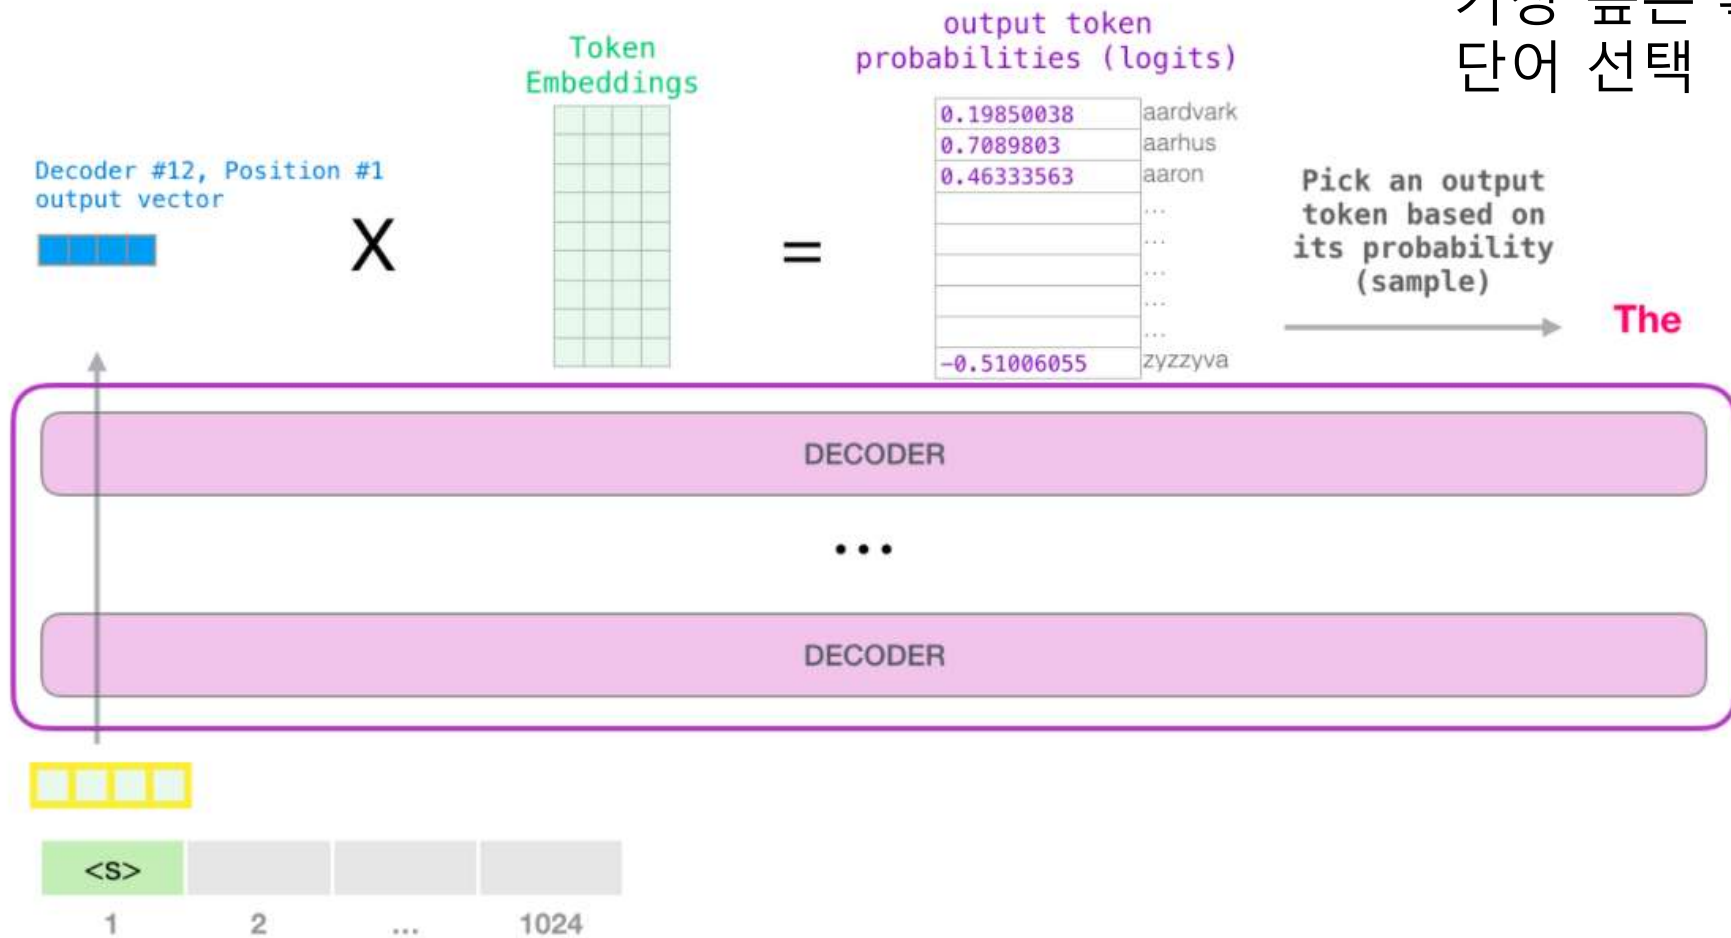 단어 선택
output token
probabilities (logits)
Token
Embeddings
0.19850038 aardvark
0.7089803 aarhus
0.46333563 aaron
...
...
...
...
...
-0.51006055 zyzzyva
Decoder #12, Position #1
output vector
X
=
Pick an output
token based on
its probability
(sample)
The
DECODER
...
DECODER
<s>
1 2 ... 1024